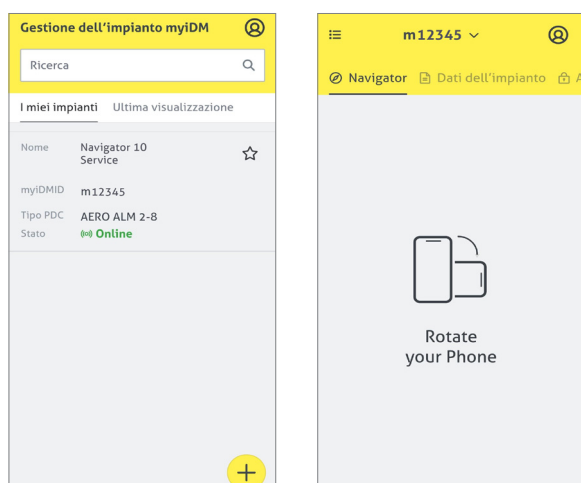 Gestione dell'impianto myiDM
Ricerca
I miei impianti Ultima visualizzazione
Nome Navigator 10
Service
myiDMID m12345
Tipo PDC AERO ALM 2-8
Stato Online
m12345
Navigator Dati dell'impianto A
Rotate
your Phone